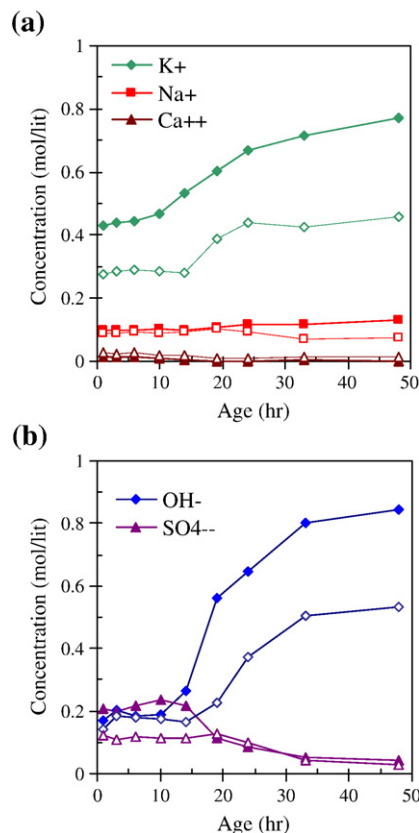 (a)
1
K+
Na+
Ca++
0.8
0.6
0.4
0.2
0
Concentration (mol/lit)
0 10 20 30 40 50
Age (hr)
(b)
1
OH-
SO4--
0.8
0.6
0.4
0.2
0
Concentration (mol/lit)
0 10 20 30 40 50
Age (hr)